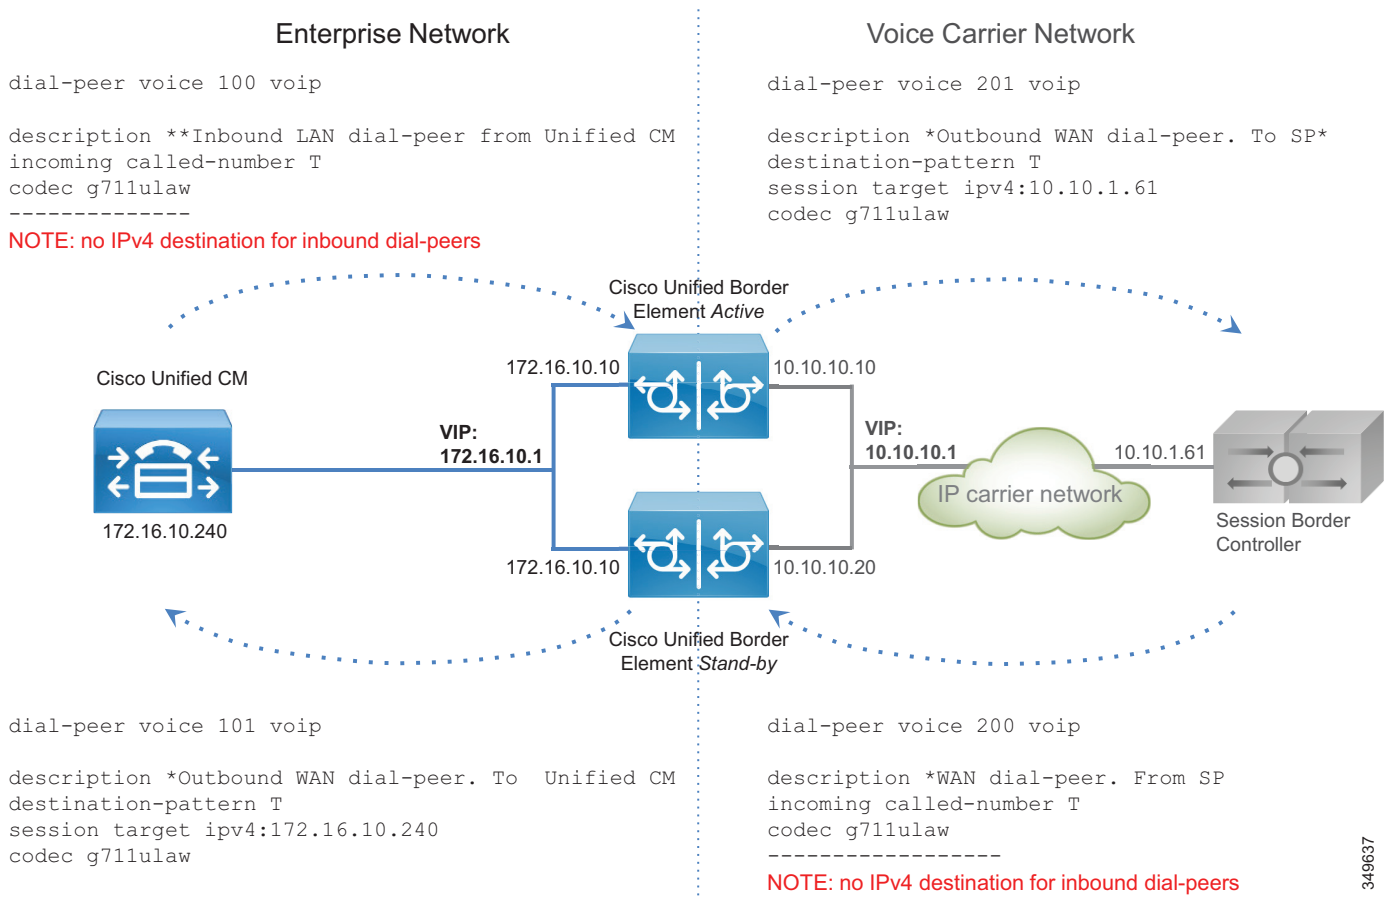 Enterprise Network
Voice Carrier Network
dial-peer voice 100 voip
description **Inbound LAN dial-peer from Unified CM
incoming called-number T
codec g711ulaw
--------------
NOTE: no IPv4 destination for inbound dial-peers
dial-peer voice 201 voip
description *Outbound WAN dial-peer. To SP*
destination-pattern T
session target ipv4:10.10.1.61
codec g711ulaw
Cisco Unified Border
Element Active
172.16.10.10
10.10.10.10
Cisco Unified CM
VIP:
172.16.10.1
VIP:
10.10.10.1
10.10.1.61
IP carrier network
172.16.10.240
Session Border
Controller
172.16.10.10
10.10.10.20
Cisco Unified Border
Element Stand-by
dial-peer voice 101 voip
description *Outbound WAN dial-peer. To  Unified CM
destination-pattern T
session target ipv4:172.16.10.240
codec g711ulaw
dial-peer voice 200 voip
description *WAN dial-peer. From SP
incoming called-number T
codec g711ulaw
------------------
NOTE: no IPv4 destination for inbound dial-peers
349637